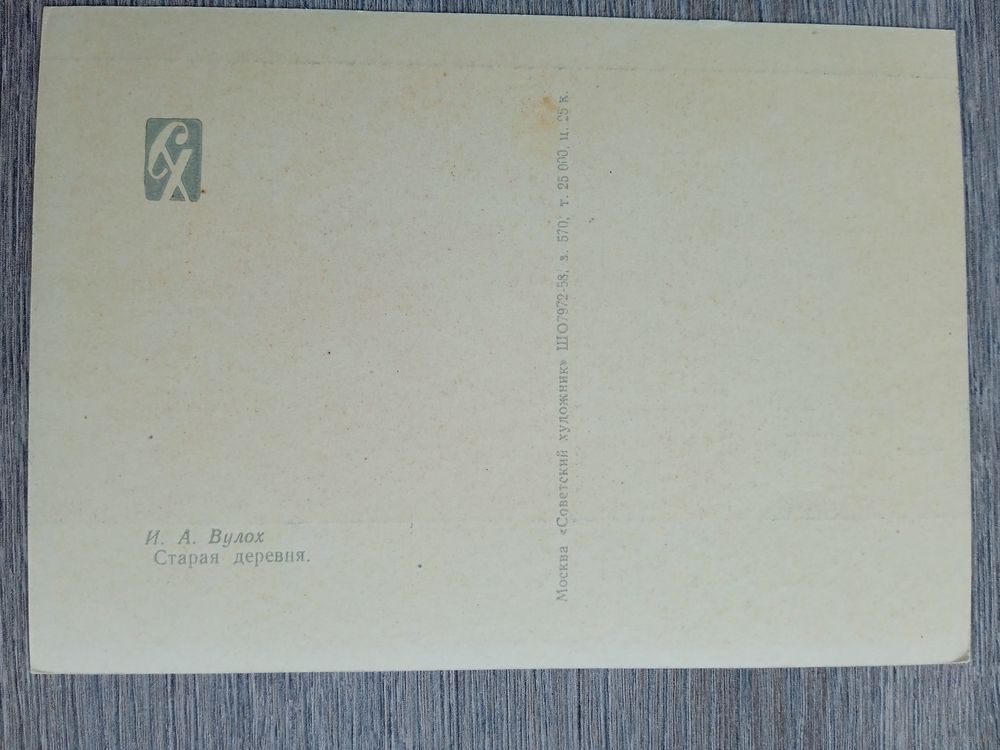 СХ
И. А. Вулох
Старая деревня.
Москва «Советский художник» ШО7972-58, з. 570, т. 25 000, ц. 25 к.